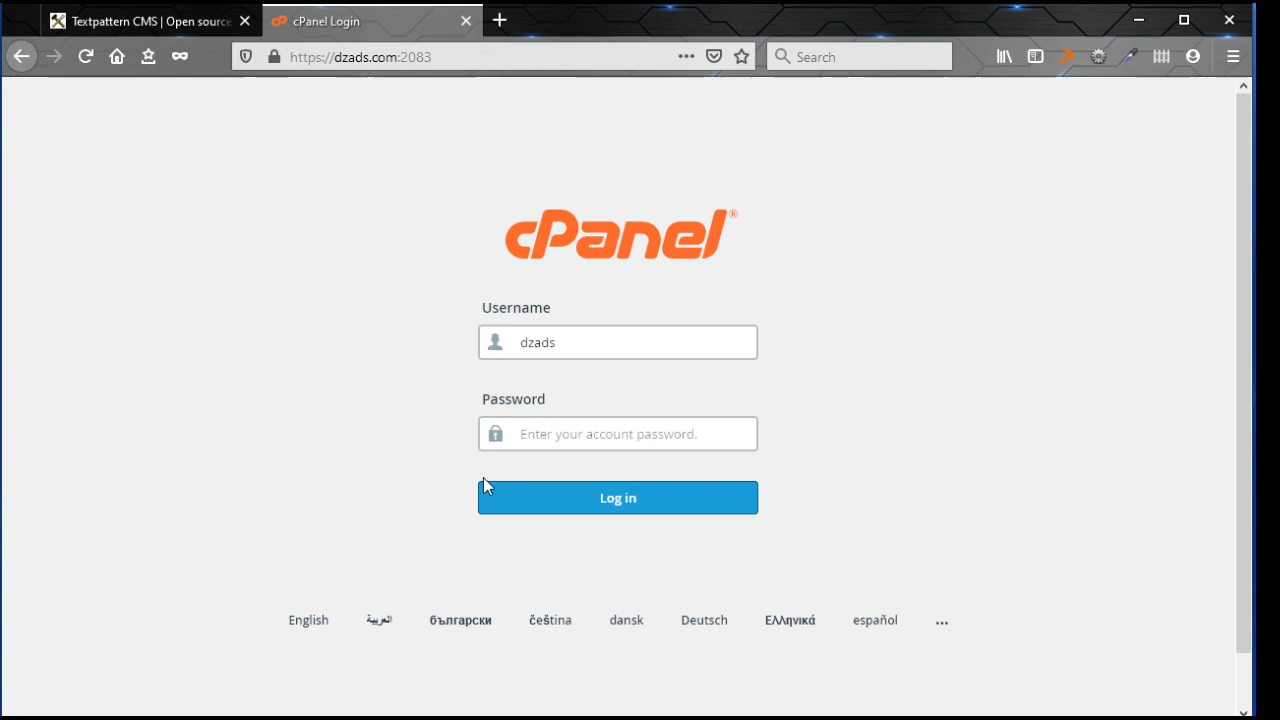 Textpattern CMS | Open source
cPanel Login
https://dzads.com:2083
Search
cPanel®
Username
dzads
Password
Enter your account password.
Log in
English العربية български čeština dansk Deutsch Ελληνικά español ...